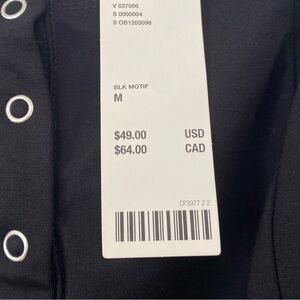 V 037006
S 0000004
S OB1205096
BLK MOTIF
M
$49.00 USD
$64.00 CAD
CP3977 2 2